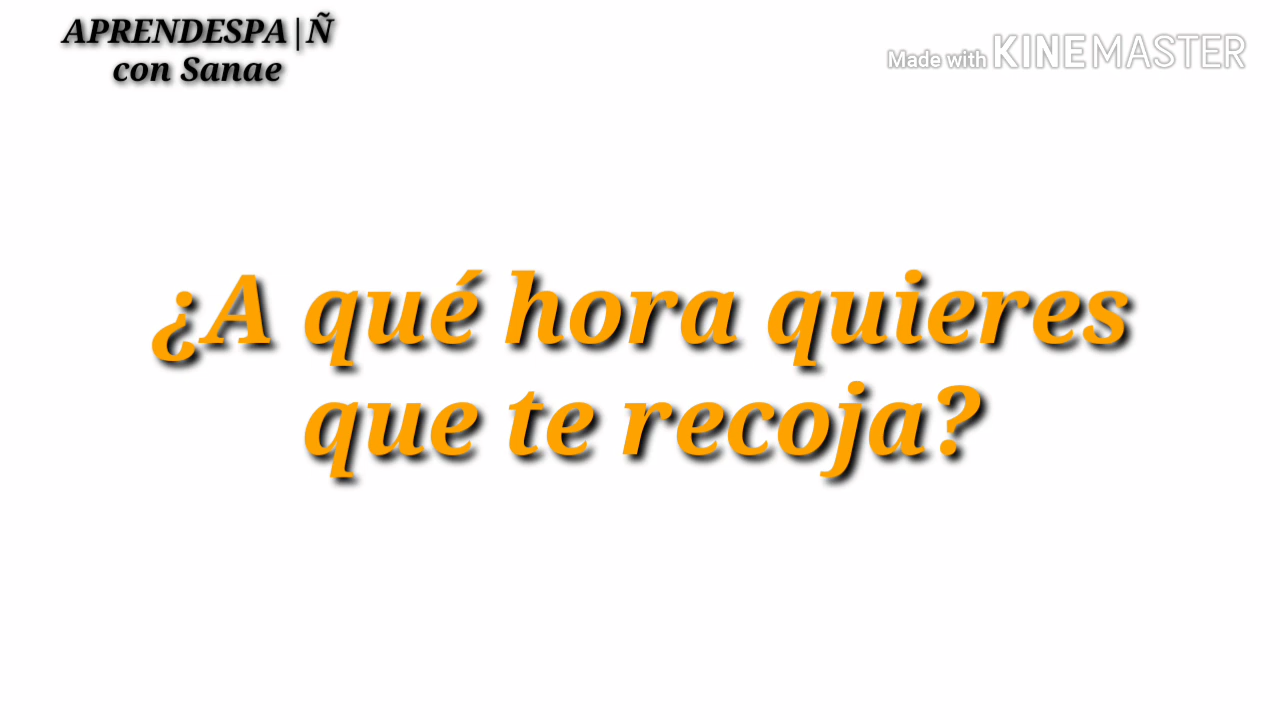 APRENDESPA|Ñ
con Sanae
Made with KINEMASTER
¿A qué hora quieres
que te recoja?